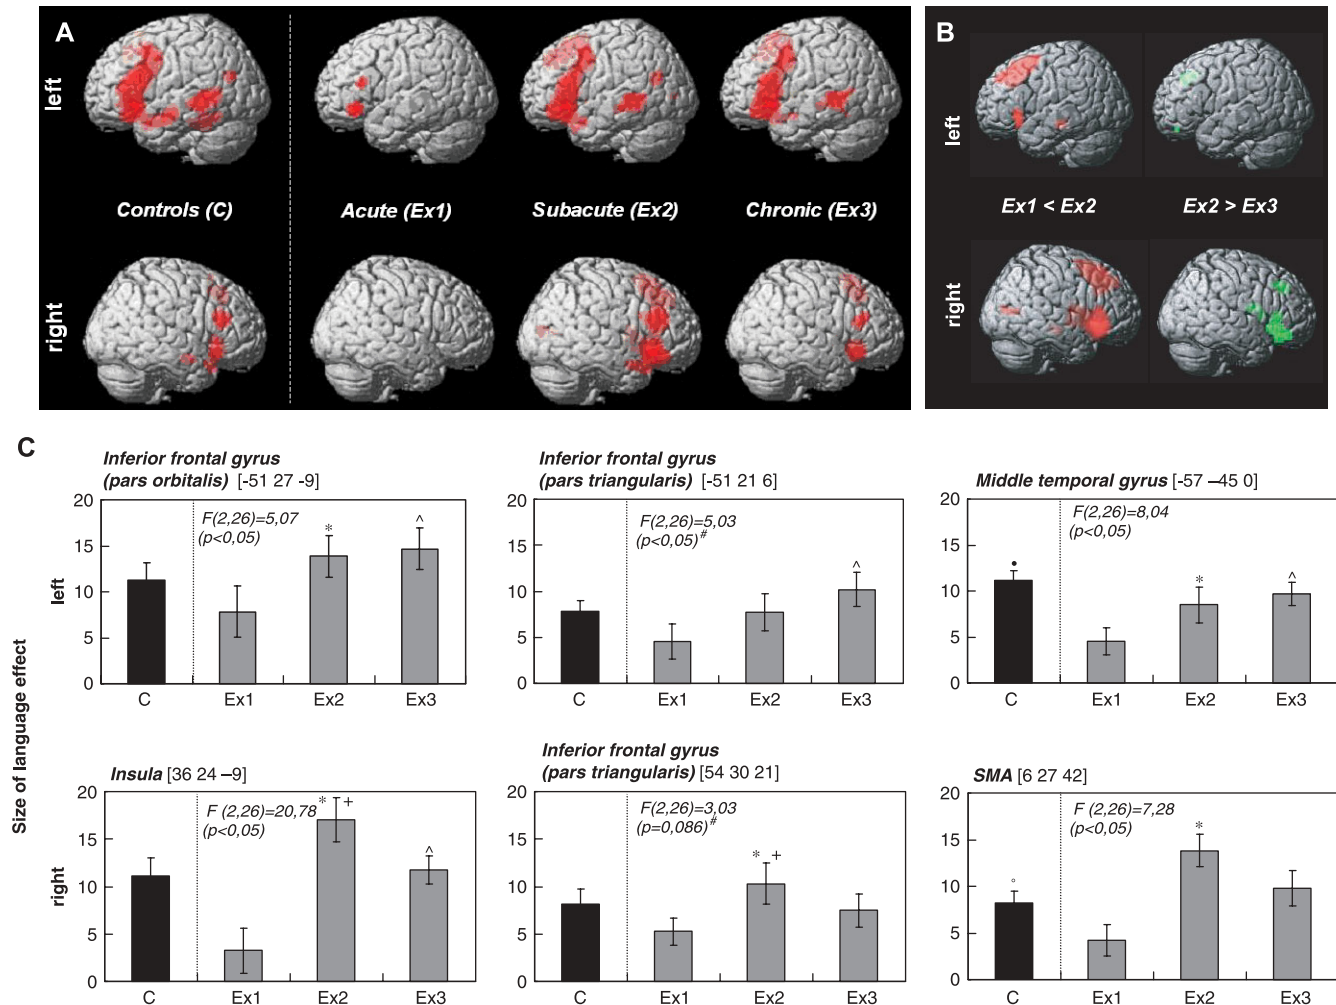 A
left
Controls (C)
Acute (Ex1)
Subacute (Ex2)
Chronic (Ex3)
right
B
left
Ex1 < Ex2
Ex2 > Ex3
right
C
Size of language effect
left
Inferior frontal gyrus
(pars orbitalis) [-51 27 -9]
F(2,26)=5,07
(p<0,05)
* ^
20
15
10
5
0
C Ex1 Ex2 Ex3
Inferior frontal gyrus
(pars triangularis) [-51 21 6]
F(2,26)=5,03
(p<0,05)#
^
20
15
10
5
0
C Ex1 Ex2 Ex3
Middle temporal gyrus [-57 –45 0]
F(2,26)=8,04
(p<0,05)
• * ^
20
15
10
5
0
C Ex1 Ex2 Ex3
right
Insula [36 24 –9]
F (2,26)=20,78
(p<0,05)
* + ^
20
15
10
5
0
C Ex1 Ex2 Ex3
Inferior frontal gyrus
(pars triangularis) [54 30 21]
F(2,26)=3,03
(p=0,086)#
* +
20
15
10
5
0
C Ex1 Ex2 Ex3
SMA [6 27 42]
F (2,26)=7,28
(p<0,05)
° *
20
15
10
5
0
C Ex1 Ex2 Ex3